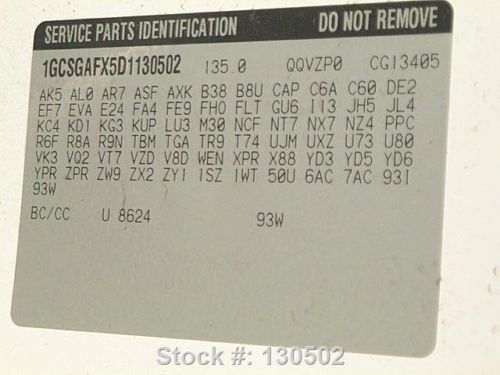 SERVICE PARTS IDENTIFICATION DO NOT REMOVE
1GCSGAFX5D1130502 135.0 QQVZP0 CG13405
AK5 AL0 AR7 ASF AXK B38 B8U CAP C6A C60 DE2
EF7 EVA E24 FA4 FE9 FHO FLT GU6 I13 JH5 JL4
KC4 KD1 KG3 KUP LU3 M30 NCF NT7 NX7 NZ4 PPC
R6F R8A R9N TBM TGA TR9 T74 UJM UXZ U73 U80
VK3 VQ2 VT7 VZD V8D WEN XPR X88 YD3 YD5 YD6
YPR ZPR ZW9 ZX2 ZY1 1SZ 1WT 50U 6AC 7AC 93I
93W
BC/CC U 8624 93W
Stock #: 130502